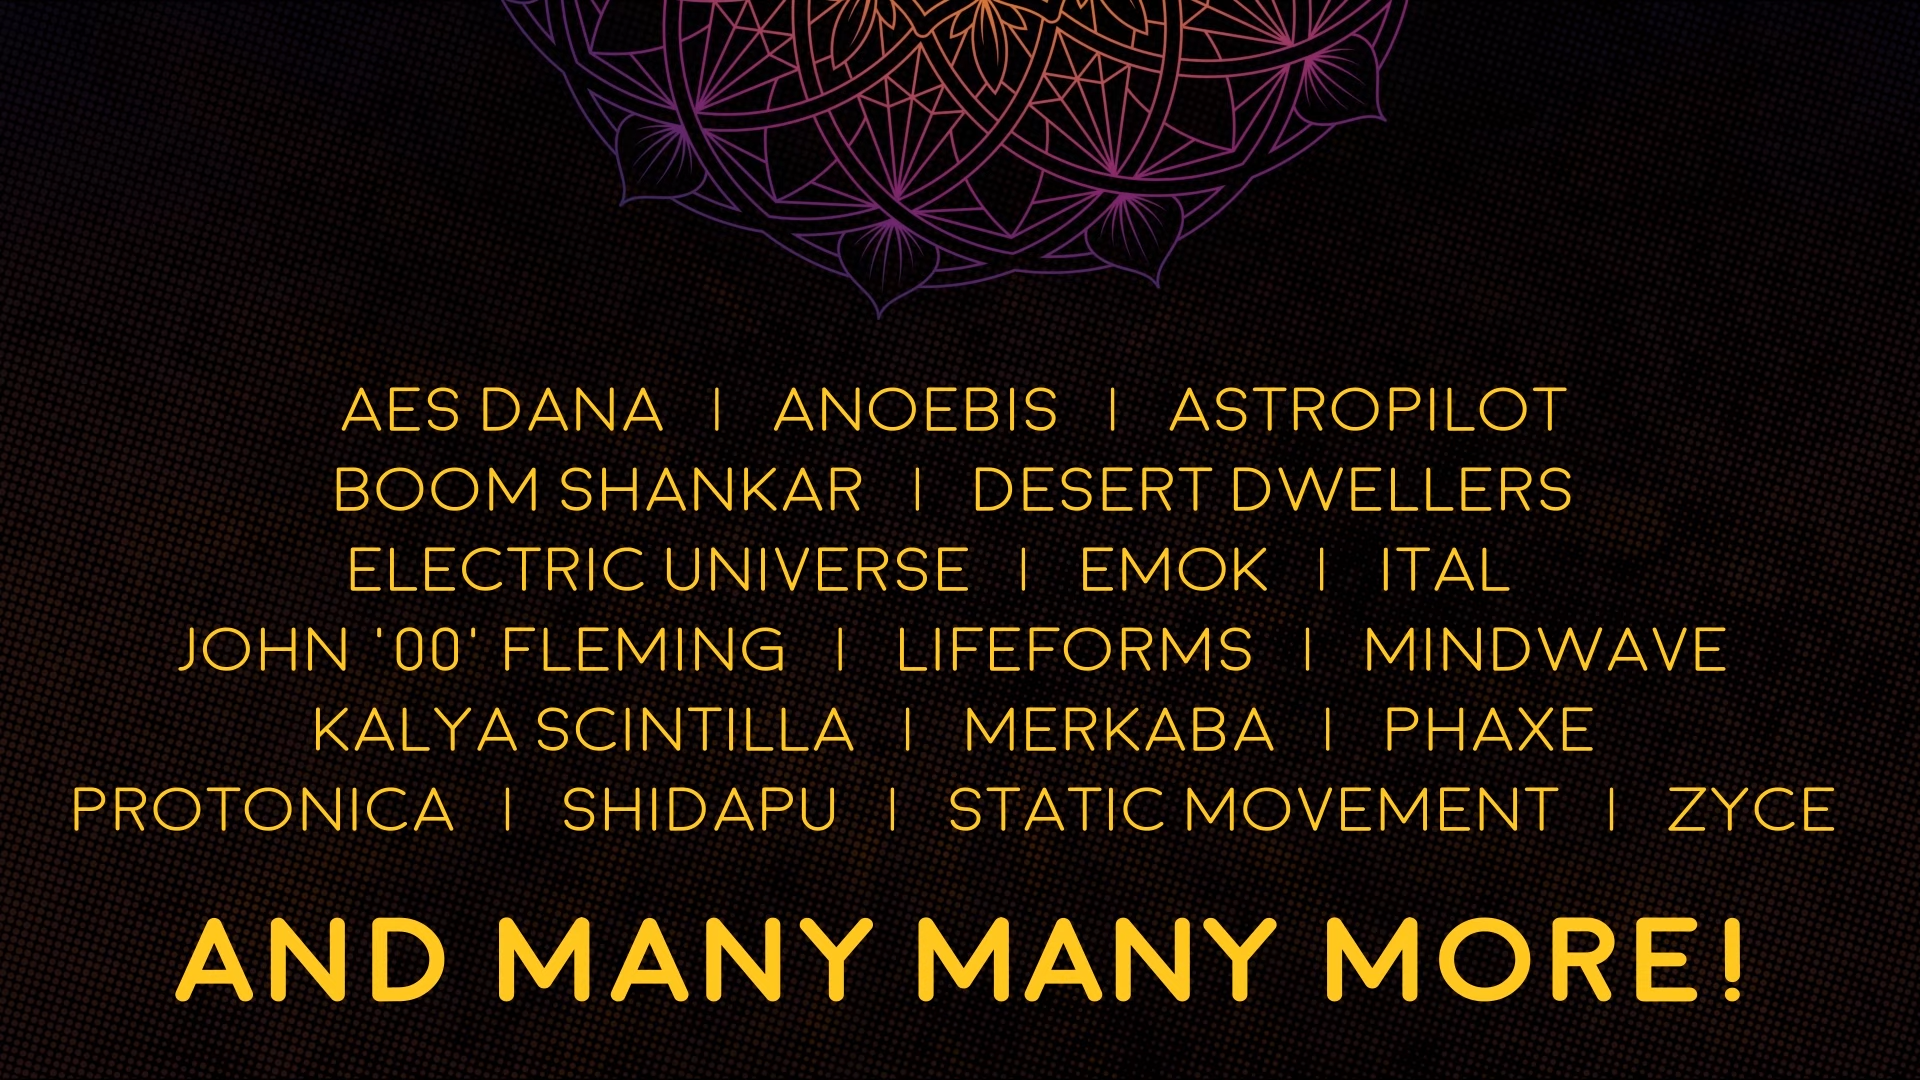 AES DANA | ANOEBIS | ASTROPILOT
BOOM SHANKAR | DESERT DWELLERS
ELECTRIC UNIVERSE | EMOK | ITAL
JOHN '00' FLEMING | LIFEFORMS | MINDWAVE
KALYA SCINTILLA | MERKABA | PHAXE
PROTONICA | SHIDAPU | STATIC MOVEMENT | ZYCE
AND MANY MANY MORE!